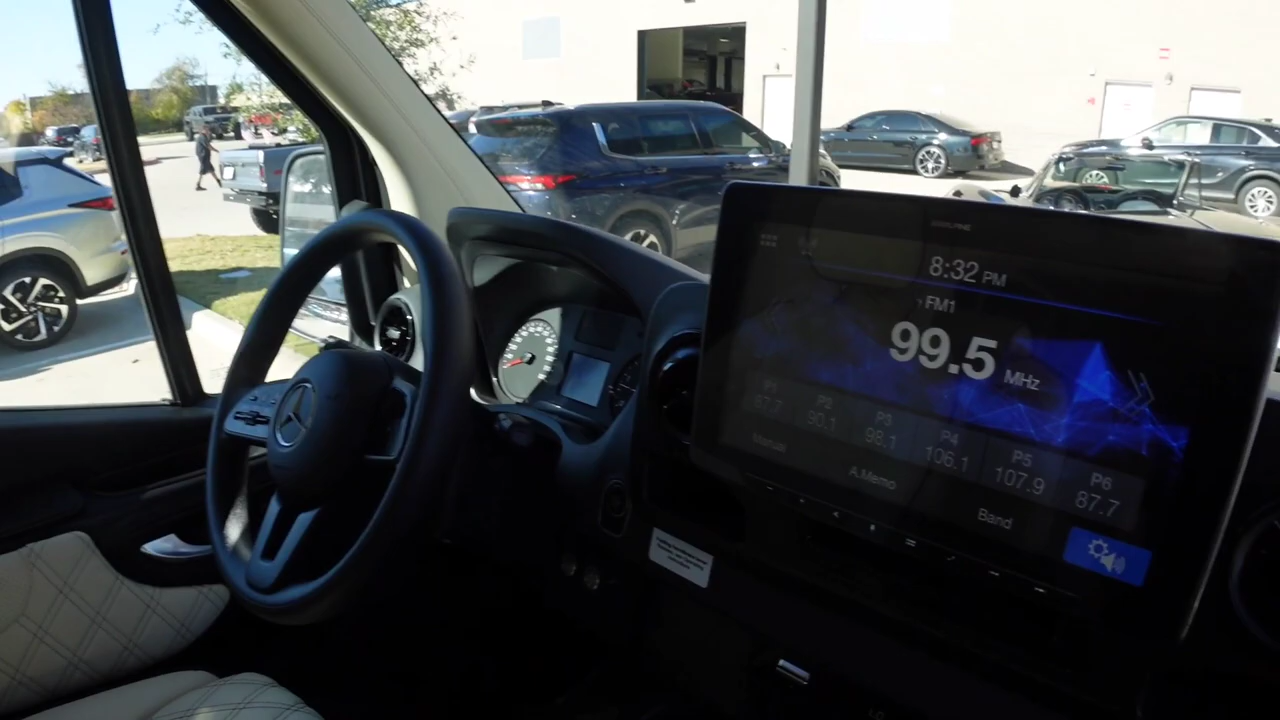 ALPINE
8:32 PM
FM1
99.5 MHz
P1 P2 P3 P4 P5 P6
87.7 90.1 98.1 106.1 107.9 87.7
Manual A.Memo Band